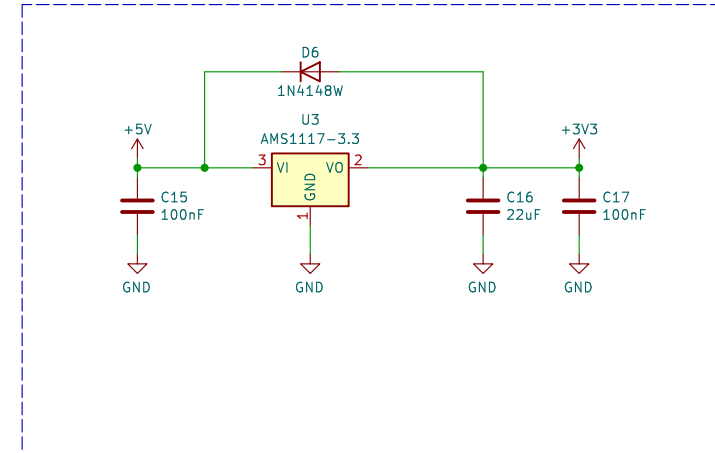 D6
1N4148W
U3
AMS1117-3.3
+5V
+3V3
3
VI
VO
2
GND
1
C15
100nF
C16
22uF
C17
100nF
GND
GND
GND
GND